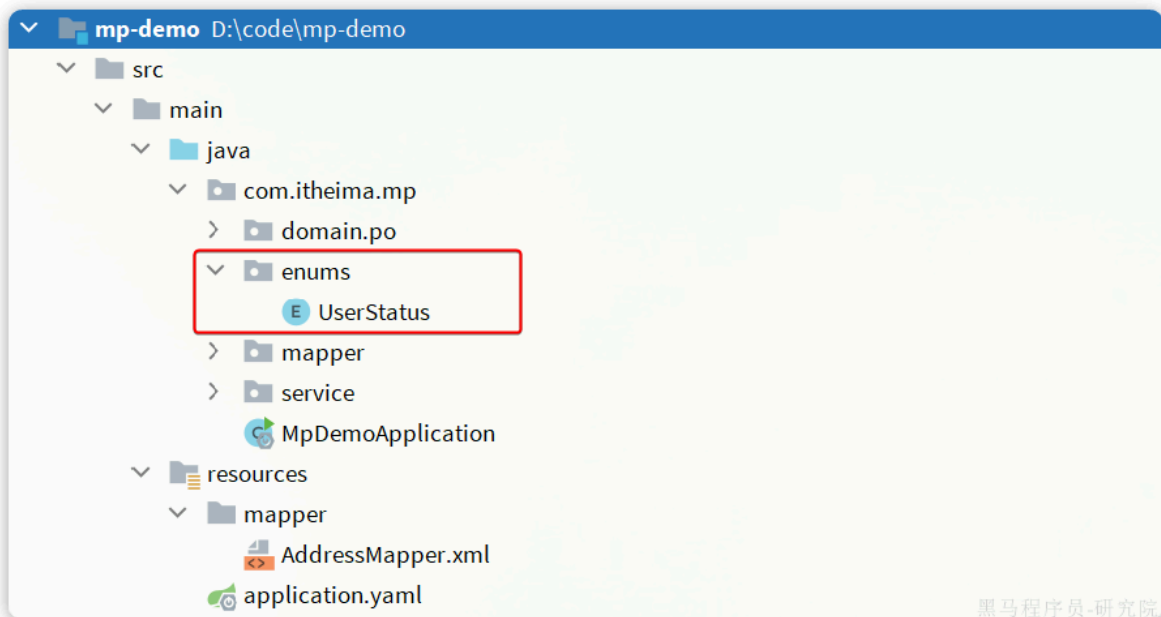 mp-demo D:\code\mp-demo
src
main
java
com.itheima.mp
domain.po
enums
E UserStatus
mapper
service
MpDemoApplication
resources
mapper
AddressMapper.xml
application.yaml
黑马程序员-研究院